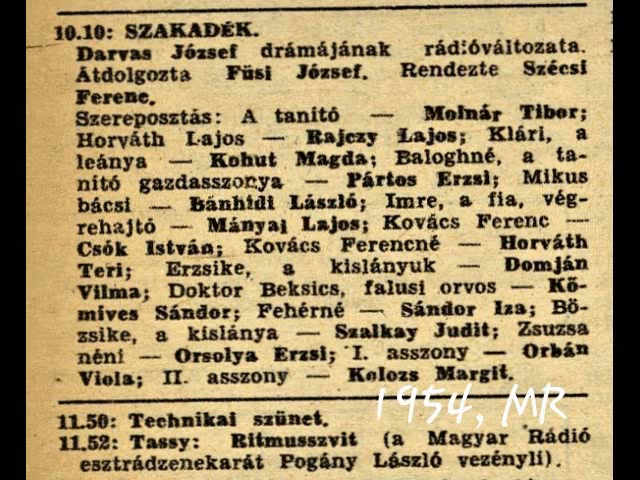 10.10: SZAKADÉK.
Darvas József drámájának rádióváltozata.
Átdolgozta Füsi József. Rendezte Szécsi
Ferenc.
Szereposztás: A tanító — Molnár Tibor;
Horváth Lajos — Rajczy Lajos; Klári, a
leánya — Kohut Magda; Baloghné, a ta-
nító gazdasszonya — Pártos Erzsi; Mikus
bácsi — Bánhidi László; Imre, a fia, vég-
rehajtó — Mányai Lajos; Kovács Ferenc —
Csók István; Kovács Ferencné — Horváth
Teri; Erzsike, a kislányuk — Domján
Vilma; Doktor Beksics, falusi orvos — Kő-
míves Sándor; Fehérné — Sándor Iza; Bö-
zsike, a kislánya — Szalkay Judit; Zsuzsa
néni — Orsolya Erzsi; I. asszony — Orbán
Viola; II. asszony — Kolozs Margit.
1954, MR
11.50: Technikai szünet.
11.52: Tassy: Ritmusszvit (a Magyar Rádió
esztrádzenekarát Pogány László vezényli).